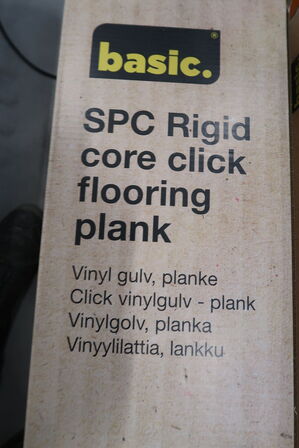 basic.®
SPC Rigid
core click
flooring
plank
Vinyl gulv, planke
Click vinylgulv - plank
Vinylgolv, planka
Vinyylilattia, lankku